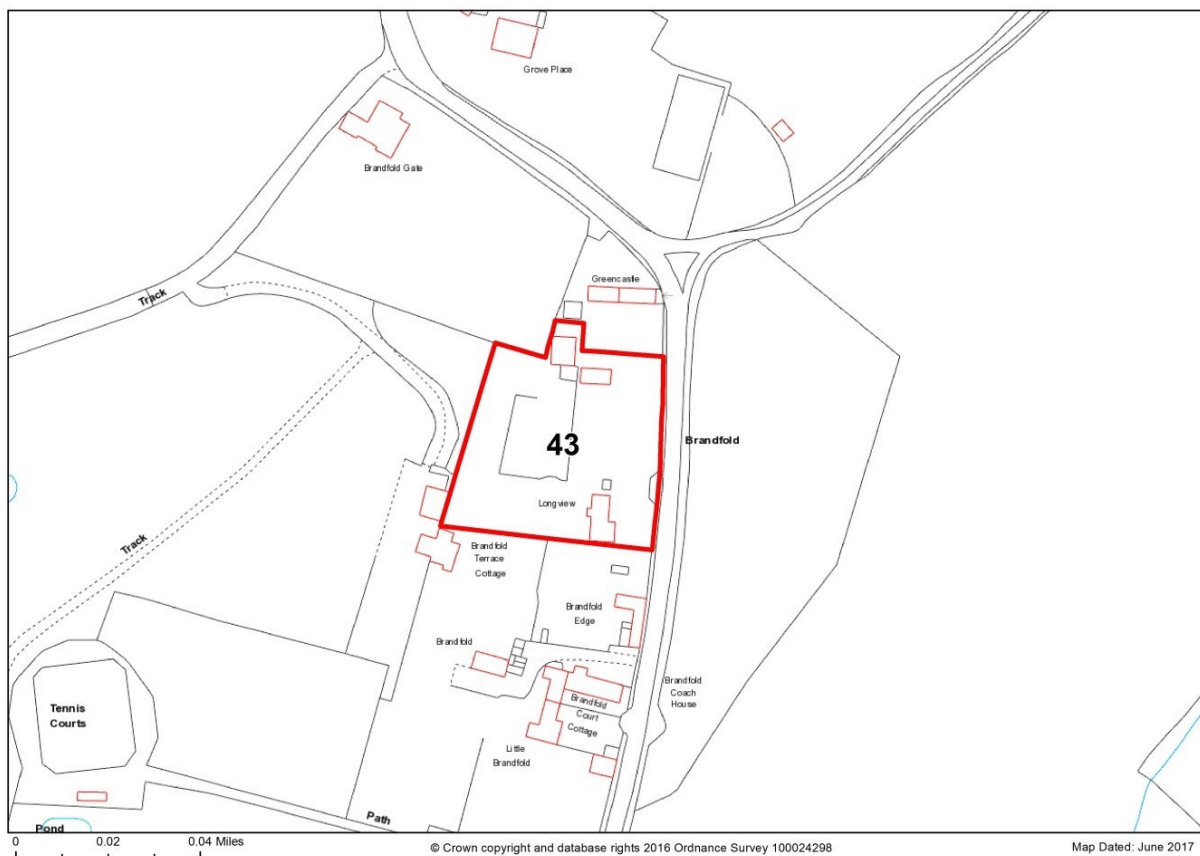 Grove Place
Brandfold Gate
Greencastle
Track
43
Brandfold
Longview
Track
Brandfold
Terrace
Cottage
Brandfold
Edge
Brandfold
Brandfold
Coach
House
Brandfold
Court
Cottage
Tennis
Courts
Little
Brandfold
Path
Pond
0 0.02 0.04 Miles
© Crown copyright and database rights 2016 Ordnance Survey 100024298
Map Dated: June 2017